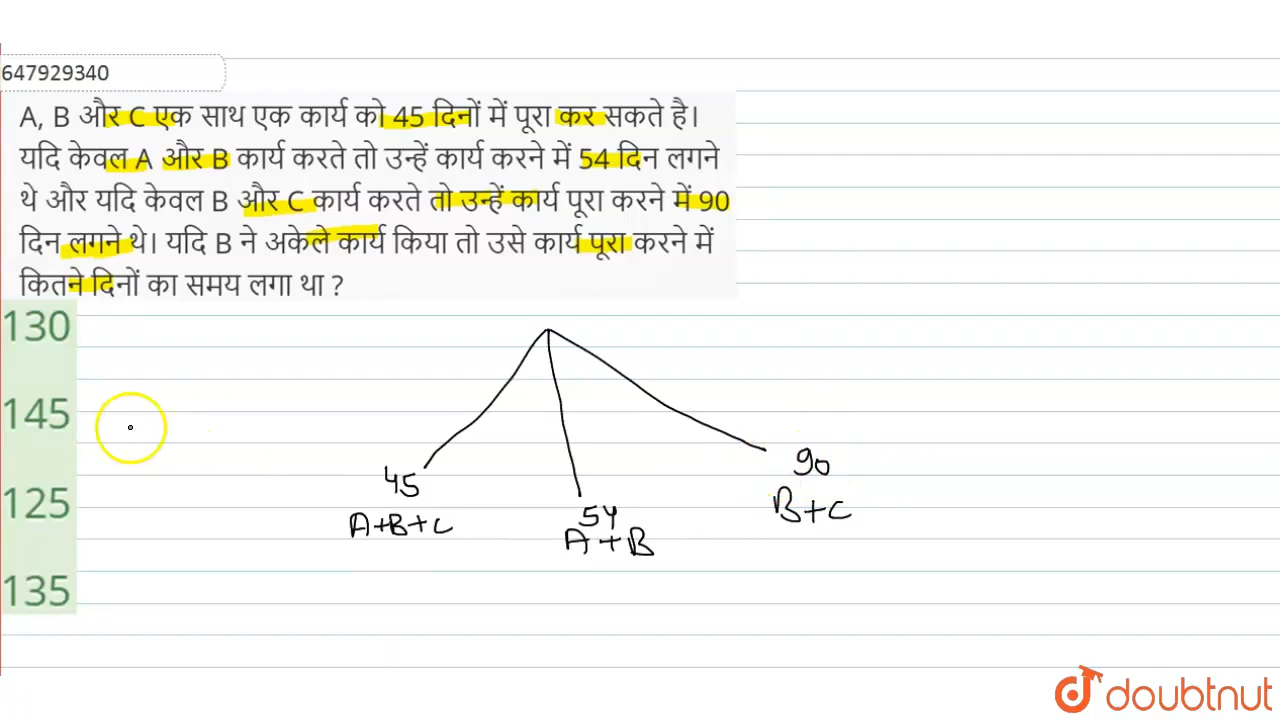 647929340
A, B और C एक साथ एक कार्य को 45 दिनों में पूरा कर सकते है।
यदि केवल A और B कार्य करते तो उन्हें कार्य करने में 54 दिन लगने
थे और यदि केवल B और C कार्य करते तो उन्हें कार्य पूरा करने में 90
दिन लगने थे। यदि B ने अकेले कार्य किया तो उसे कार्य पूरा करने में
कितने दिनों का समय लगा था ?
130
145
125
135
45
A+B+C
54
A+B
90
B+C
doubtnut